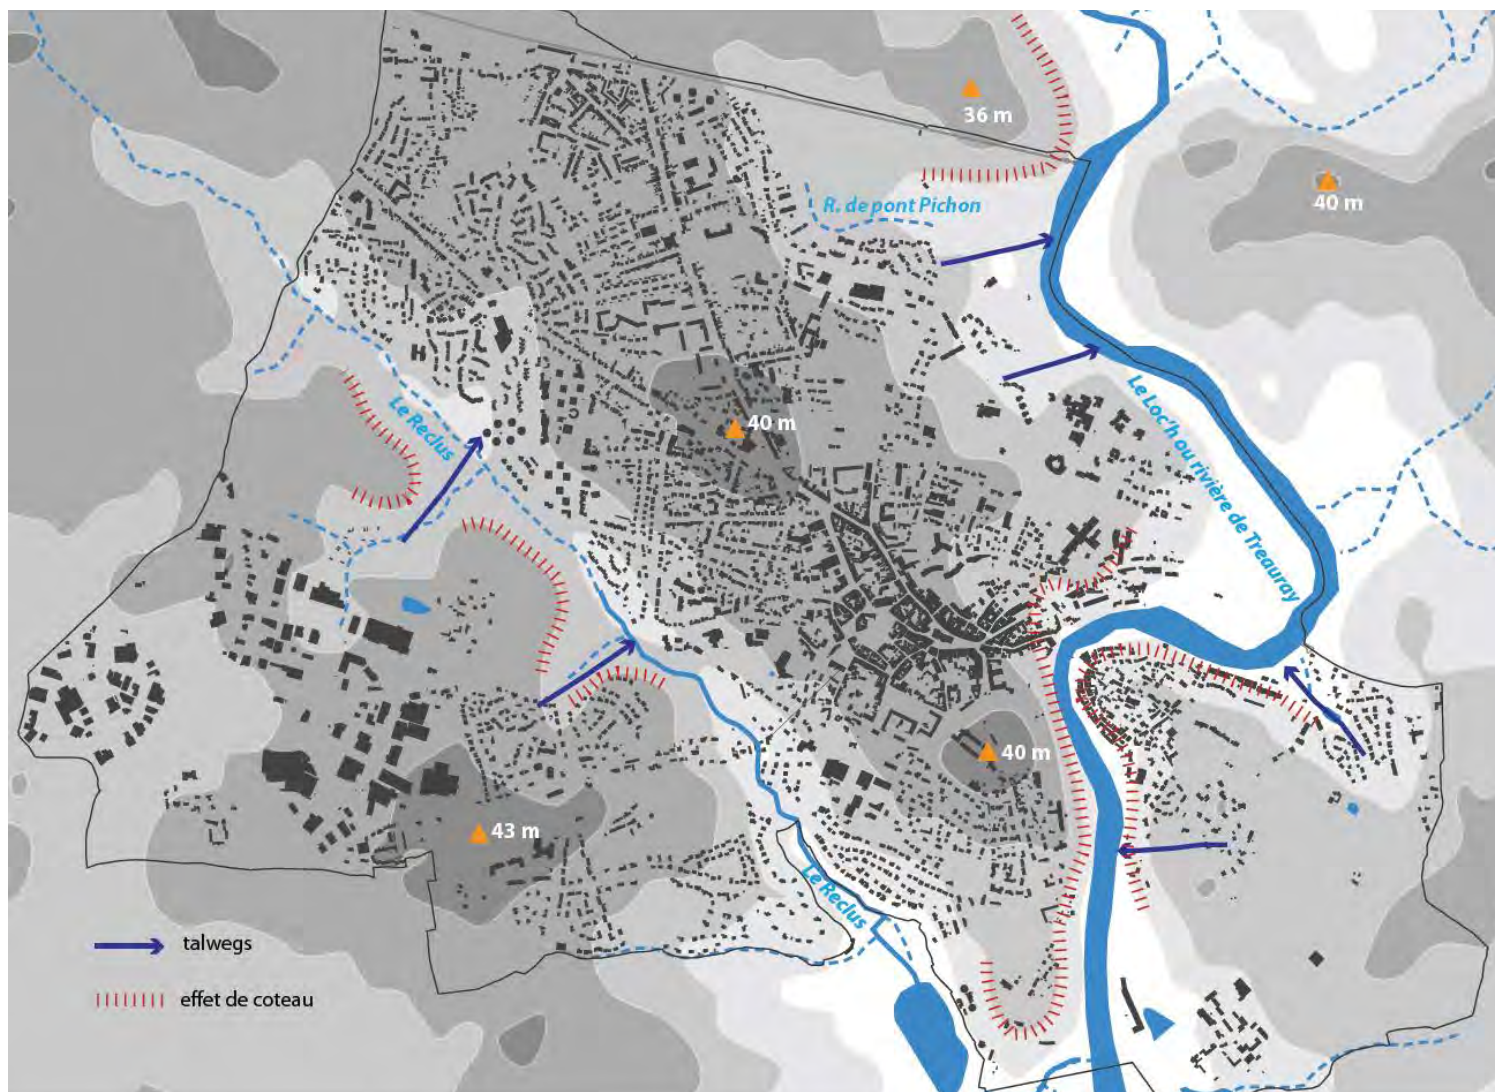 36 m
40 m
R. de pont Pichon
Le Reclus
40 m
Le Loc'h ou rivière de Treauray
40 m
43 m
Le Reclus
talwegs
effet de coteau